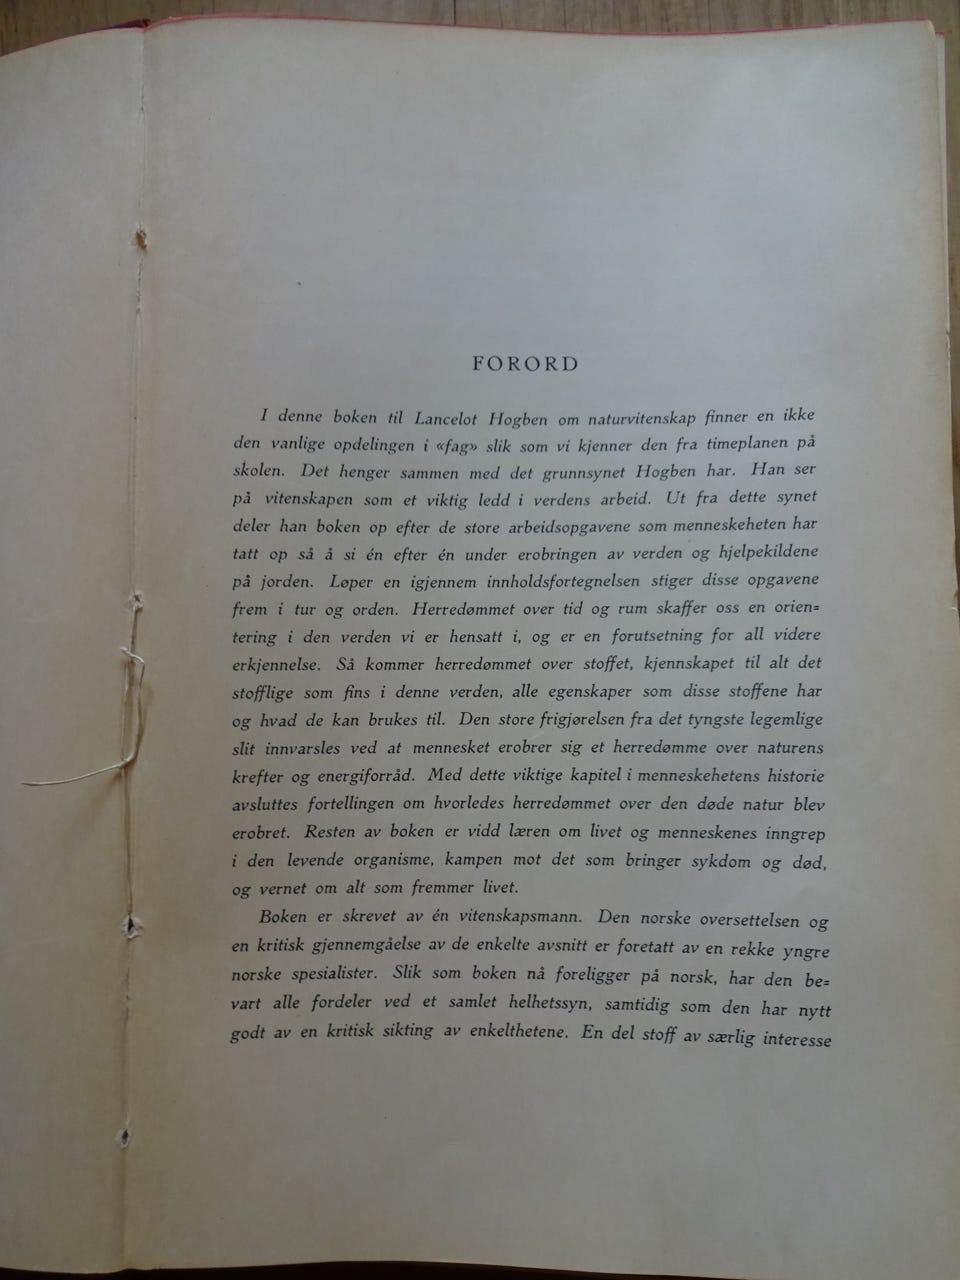 FORORD
I denne boken til Lancelot Hogben om naturvitenskap finner en ikke
den vanlige opdelingen i «fag» slik som vi kjenner den fra timeplanen på
skolen. Det henger sammen med det grunnsynet Hogben har. Han ser
på vitenskapen som et viktig ledd i verdens arbeid. Ut fra dette synet
deler han boken op efter de store arbeidsopgavene som menneskeheten har
tatt op så å si én efter én under erobringen av verden og hjelpekildene
på jorden. Løper en igjennem innholdsfortegnelsen stiger disse opgavene
frem i tur og orden. Herredømmet over tid og rum skaffer oss en orien=
tering i den verden vi er hensatt i, og er en forutsetning for all videre
erkjennelse. Så kommer herredømmet over stoffet, kjennskapet til alt det
stofflige som fins i denne verden, alle egenskaper som disse stoffene har
og hvad de kan brukes til. Den store frigjørelsen fra det tyngste legemlige
slit innvarsles ved at mennesket erobrer sig et herredømme over naturens
krefter og energiforråd. Med dette viktige kapitel i menneskehetens historie
avsluttes fortellingen om hvorledes herredømmet over den døde natur blev
erobret. Resten av boken er vidd læren om livet og menneskenes inngrep
i den levende organisme, kampen mot det som bringer sykdom og død,
og vernet om alt som fremmer livet.
Boken er skrevet av én vitenskapsmann. Den norske oversettelsen og
en kritisk gjennemgåelse av de enkelte avsnitt er foretatt av en rekke yngre
norske spesialister. Slik som boken nå foreligger på norsk, har den be=
vart alle fordeler ved et samlet helhetssyn, samtidig som den har nytt
godt av en kritisk sikting av enkelthetene. En del stoff av særlig interesse